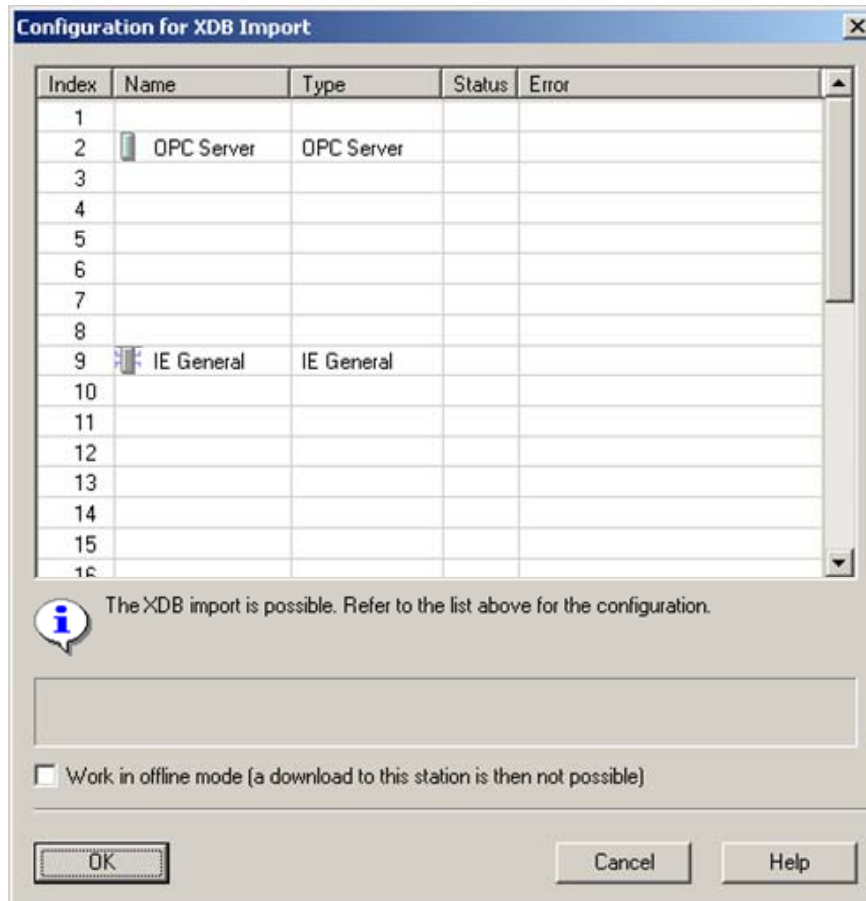 Configuration for XDB Import
Index Name Type Status Error
1
2 OPC Server OPC Server
3
4
5
6
7
8
9 IE General IE General
10
11
12
13
14
15
16
The XDB import is possible. Refer to the list above for the configuration.
Work in offline mode (a download to this station is then not possible)
OK Cancel Help